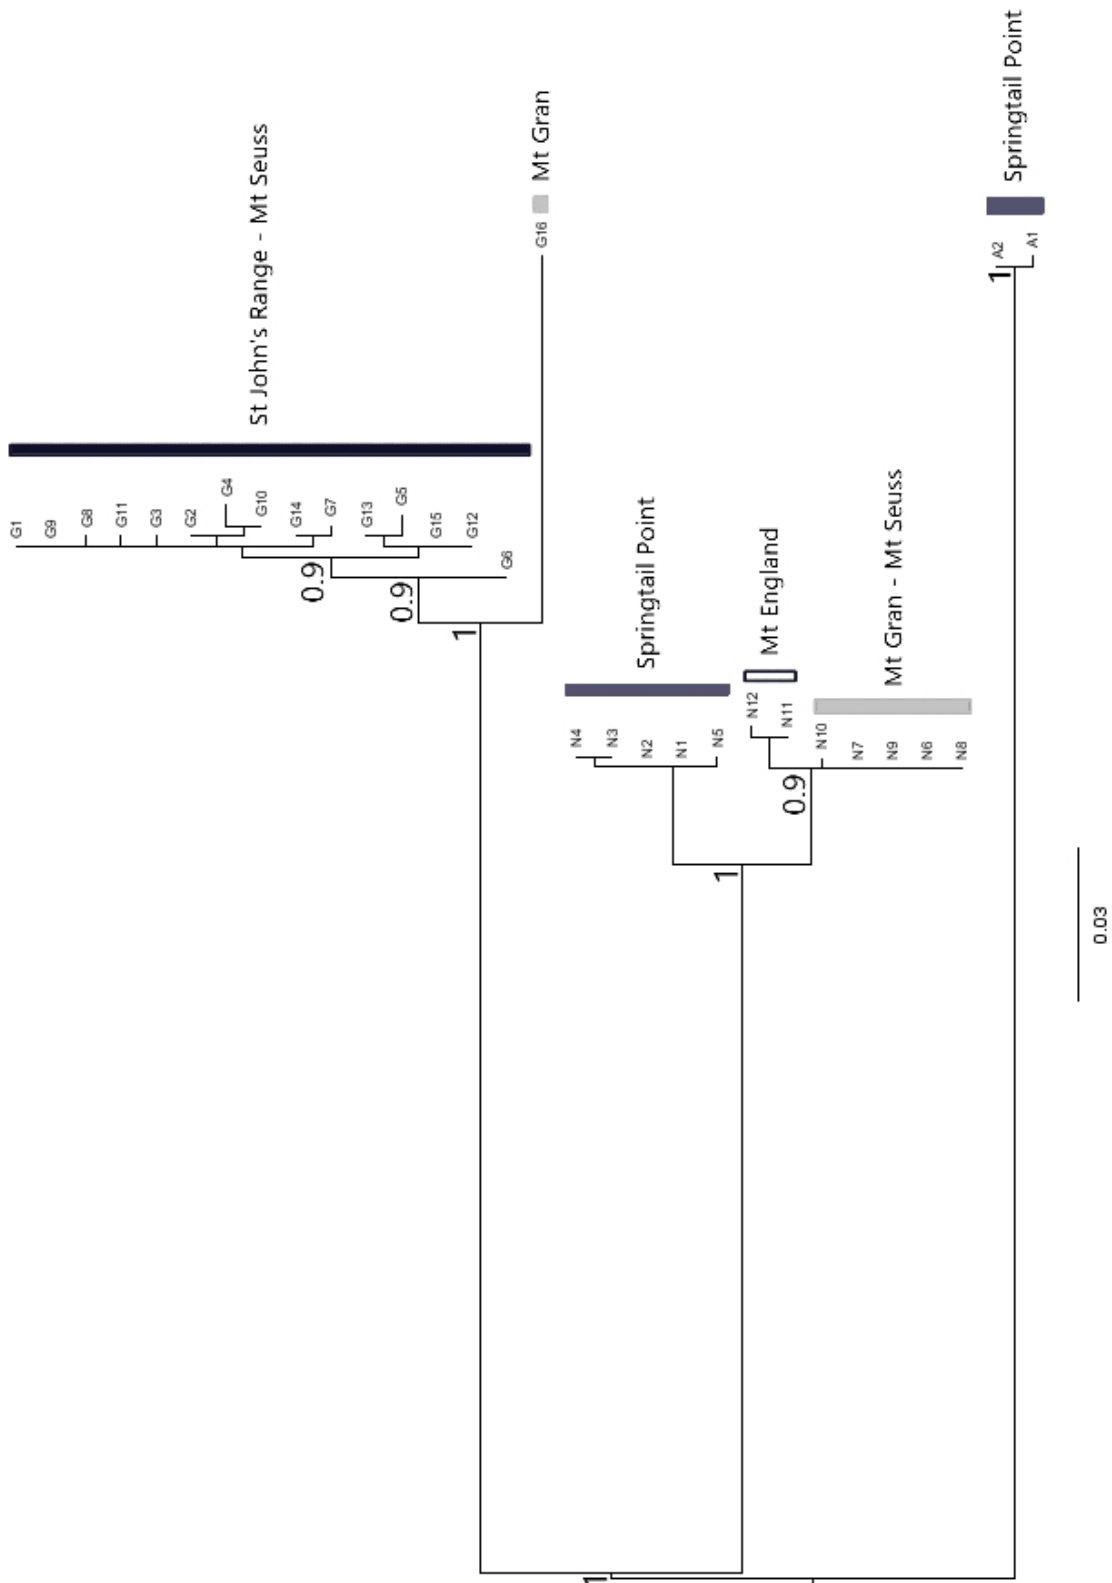 G1
G9
G8
G11
G3
G2
G4
G10
G14
G7
G13
G5
G15
G12
G6
G16
0.9
0.9
1
St John's Range - Mt Seuss
Mt Gran
N4
N3
N2
N1
N5
N12
N11
N10
N7
N9
N6
N8
0.9
1
Springtail Point
Mt England
Mt Gran - Mt Seuss
A2
A1
1
Springtail Point
1
0.03